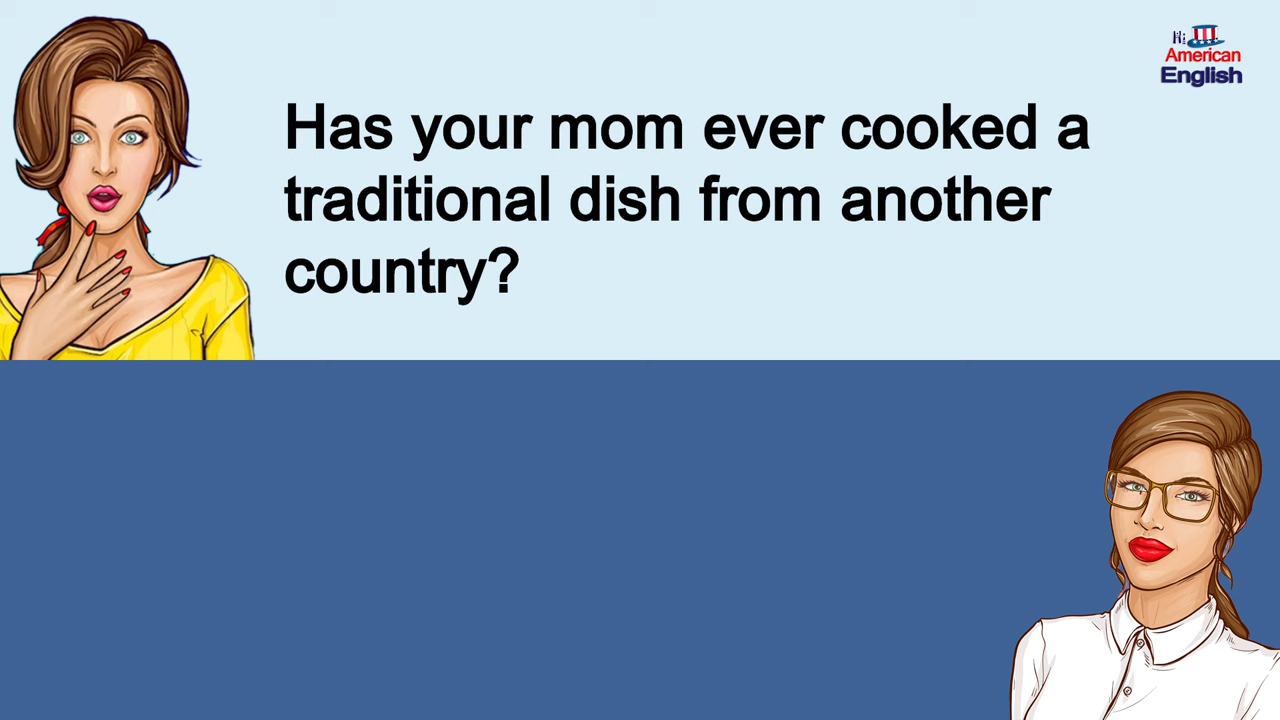 Hi
American
English
Has your mom ever cooked a
traditional dish from another
country?